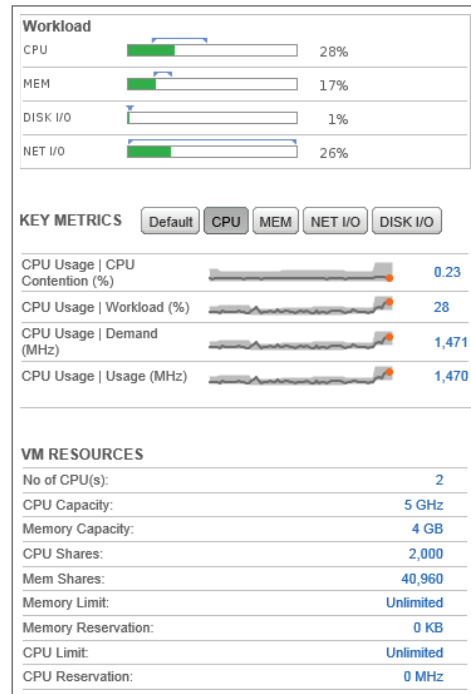 Workload
CPU 28%
MEM 17%
DISK I/O 1%
NET I/O 26%
KEY METRICS Default CPU MEM NET I/O DISK I/O
CPU Usage | CPU
Contention (%) 0.23
CPU Usage | Workload (%) 28
CPU Usage | Demand
(MHz) 1,471
CPU Usage | Usage (MHz) 1,470
VM RESOURCES
No of CPU(s): 2
CPU Capacity: 5 GHz
Memory Capacity: 4 GB
CPU Shares: 2,000
Mem Shares: 40,960
Memory Limit: Unlimited
Memory Reservation: 0 KB
CPU Limit: Unlimited
CPU Reservation: 0 MHz